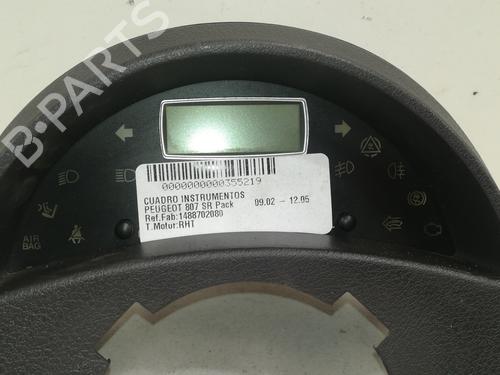 B-PARTS
0000000000355219
CUADRO INSTRUMENTOS
PEUGEOT 807 SR Pack 09.02 - 12.05
Ref.Fab:1488702080
T.Motor:RHT
AIR
BAG